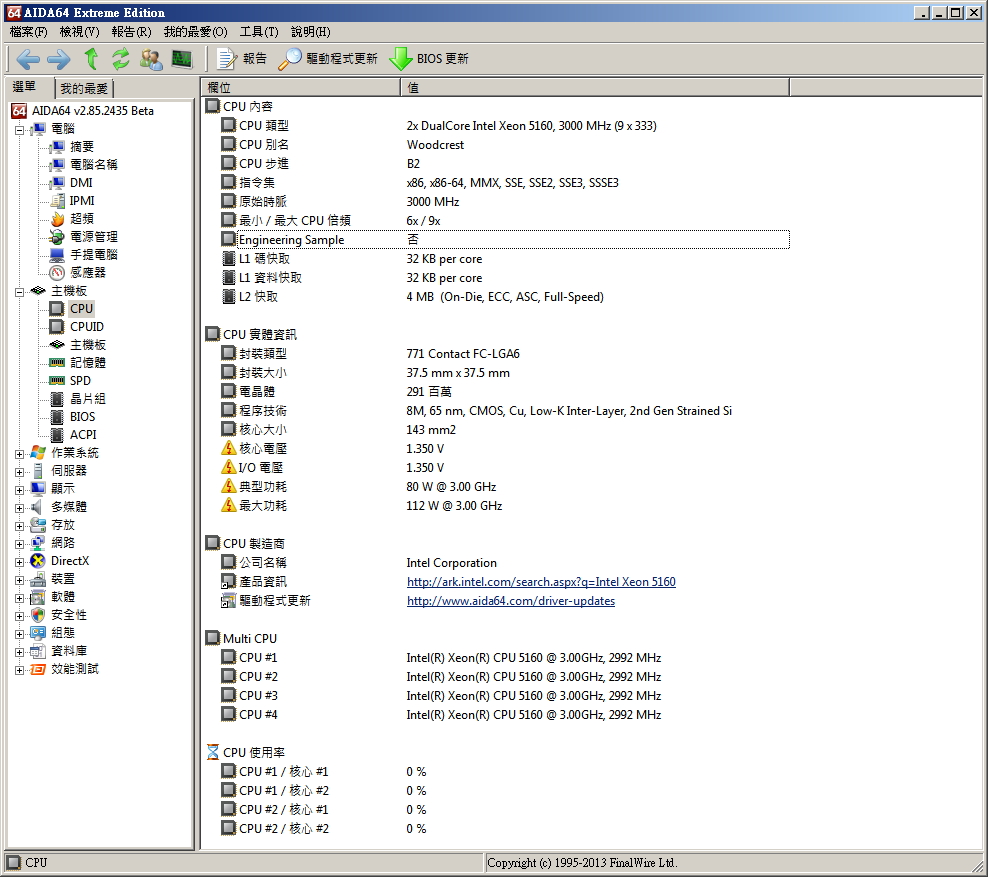 AIDA64 Extreme Edition
檔案(F) 檢視(V) 報告(R) 我的最愛(O) 工具(T) 說明(H)
報告 驅動程式更新 BIOS 更新
選單 我的最愛
AIDA64 v2.85.2435 Beta
電腦
摘要
電腦名稱
DMI
IPMI
超頻
電源管理
手提電腦
感應器
主機板
CPU
CPUID
主機板
記憶體
SPD
晶片組
BIOS
ACPI
作業系統
伺服器
顯示
多媒體
存放
網路
DirectX
裝置
軟體
安全性
組態
資料庫
效能測試
欄位 值
CPU 內容
CPU 類型 2x DualCore Intel Xeon 5160, 3000 MHz (9 x 333)
CPU 別名 Woodcrest
CPU 步進 B2
指令集 x86, x86-64, MMX, SSE, SSE2, SSE3, SSSE3
原始時脈 3000 MHz
最小 / 最大 CPU 倍頻 6x / 9x
Engineering Sample 否
L1 碼快取 32 KB per core
L1 資料快取 32 KB per core
L2 快取 4 MB (On-Die, ECC, ASC, Full-Speed)
CPU 實體資訊
封裝類型 771 Contact FC-LGA6
封裝大小 37.5 mm x 37.5 mm
電晶體 291 百萬
程序技術 8M, 65 nm, CMOS, Cu, Low-K Inter-Layer, 2nd Gen Strained Si
核心大小 143 mm2
核心電壓 1.350 V
I/O 電壓 1.350 V
典型功耗 80 W @ 3.00 GHz
最大功耗 112 W @ 3.00 GHz
CPU 製造商
公司名稱 Intel Corporation
產品資訊 http://ark.intel.com/search.aspx?q=Intel Xeon 5160
驅動程式更新 http://www.aida64.com/driver-updates
Multi CPU
CPU #1 Intel(R) Xeon(R) CPU 5160 @ 3.00GHz, 2992 MHz
CPU #2 Intel(R) Xeon(R) CPU 5160 @ 3.00GHz, 2992 MHz
CPU #3 Intel(R) Xeon(R) CPU 5160 @ 3.00GHz, 2992 MHz
CPU #4 Intel(R) Xeon(R) CPU 5160 @ 3.00GHz, 2992 MHz
CPU 使用率
CPU #1 / 核心 #1 0 %
CPU #1 / 核心 #2 0 %
CPU #2 / 核心 #1 0 %
CPU #2 / 核心 #2 0 %
CPU Copyright (c) 1995-2013 FinalWire Ltd.